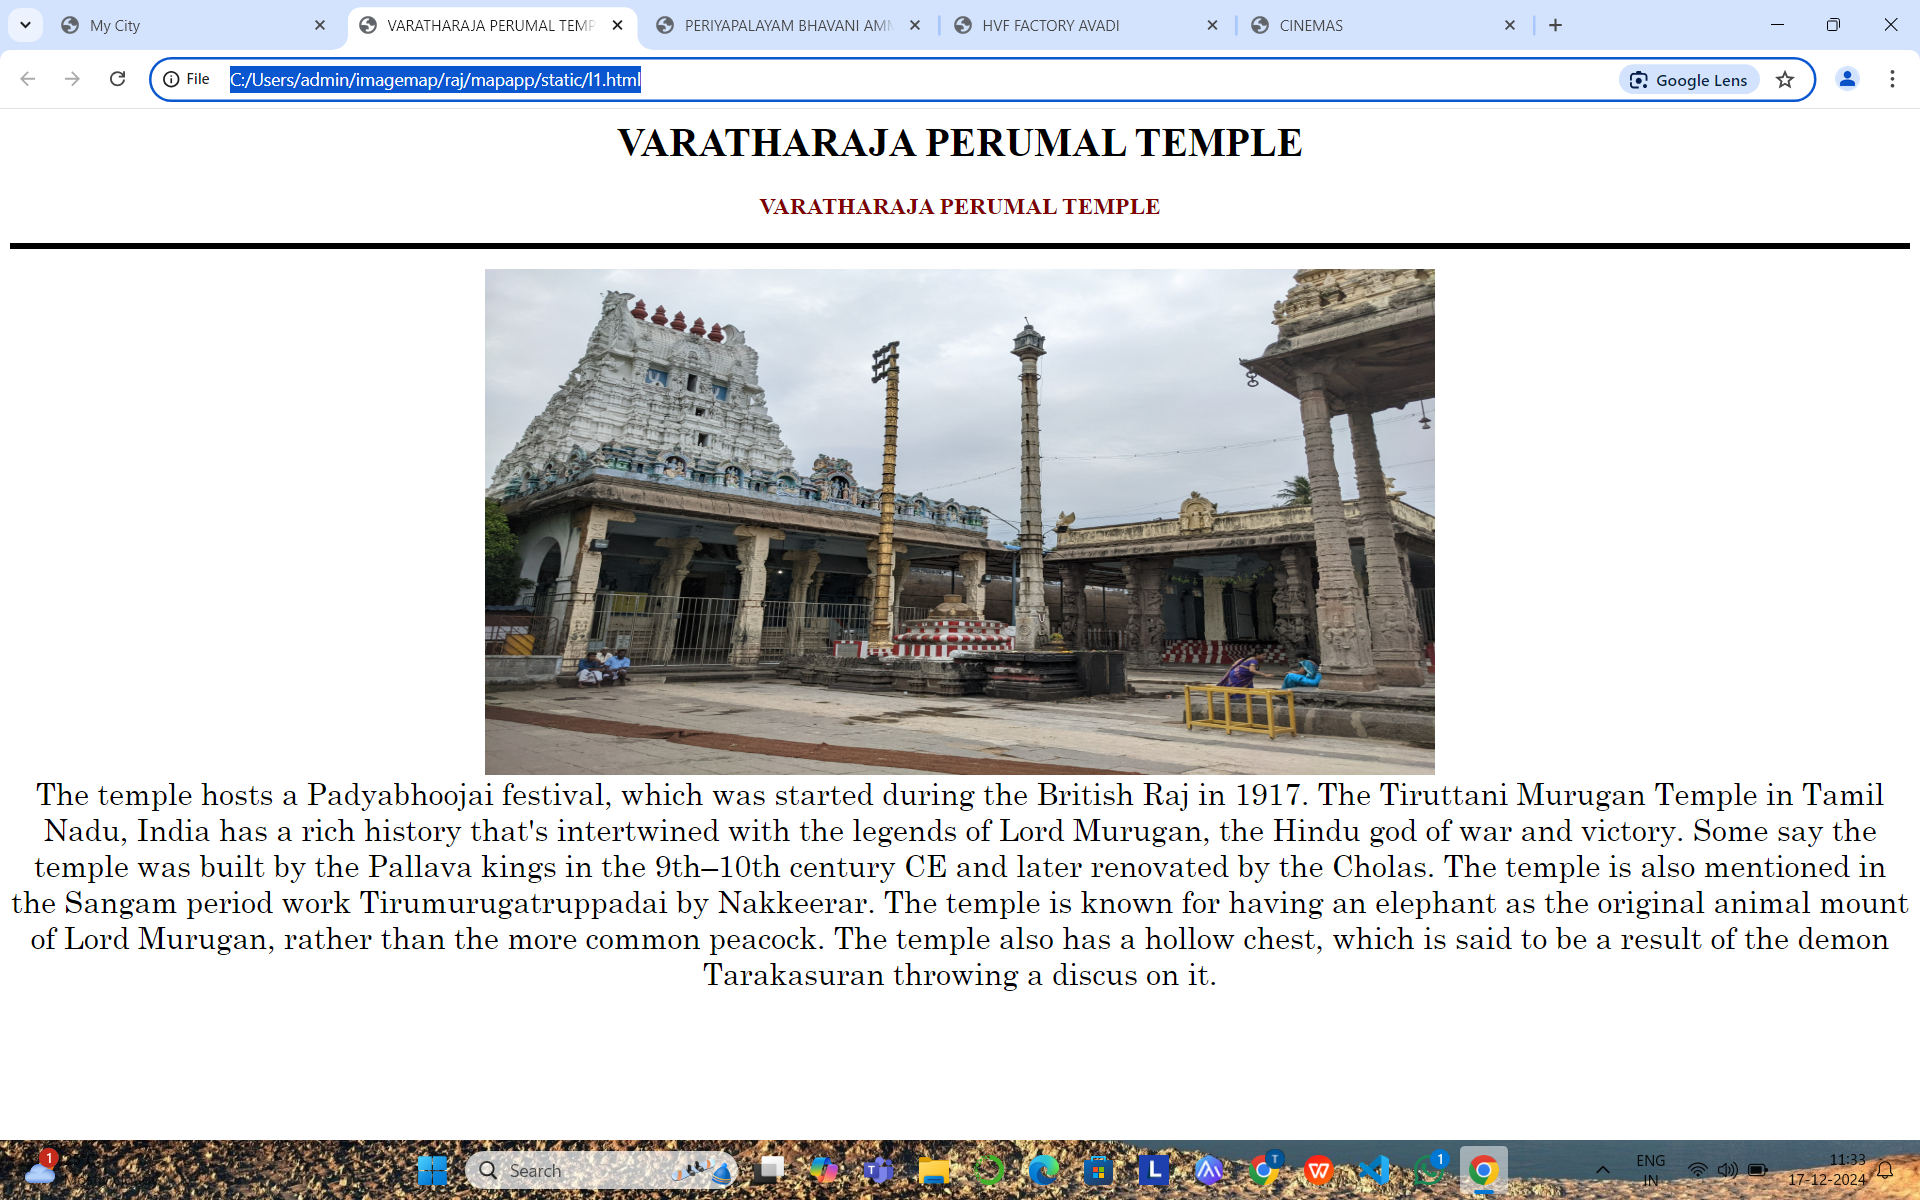 My City
VARATHARAJA PERUMAL TEMP
PERIYAPALAYAM BHAVANI AMN
HVF FACTORY AVADI
CINEMAS
File
C:/Users/admin/imagemap/raj/mapapp/static/l1.html
Google Lens
VARATHARAJA PERUMAL TEMPLE
VARATHARAJA PERUMAL TEMPLE
The temple hosts a Padyabhoojai festival, which was started during the British Raj in 1917. The Tiruttani Murugan Temple in Tamil
Nadu, India has a rich history that's intertwined with the legends of Lord Murugan, the Hindu god of war and victory. Some say the
temple was built by the Pallava kings in the 9th–10th century CE and later renovated by the Cholas. The temple is also mentioned in
the Sangam period work Tirumurugatruppadai by Nakkeerar. The temple is known for having an elephant as the original animal mount
of Lord Murugan, rather than the more common peacock. The temple also has a hollow chest, which is said to be a result of the demon
Tarakasuran throwing a discus on it.
1
Search
T
L
T
W
1
ENG
IN
11:33
17-12-2024